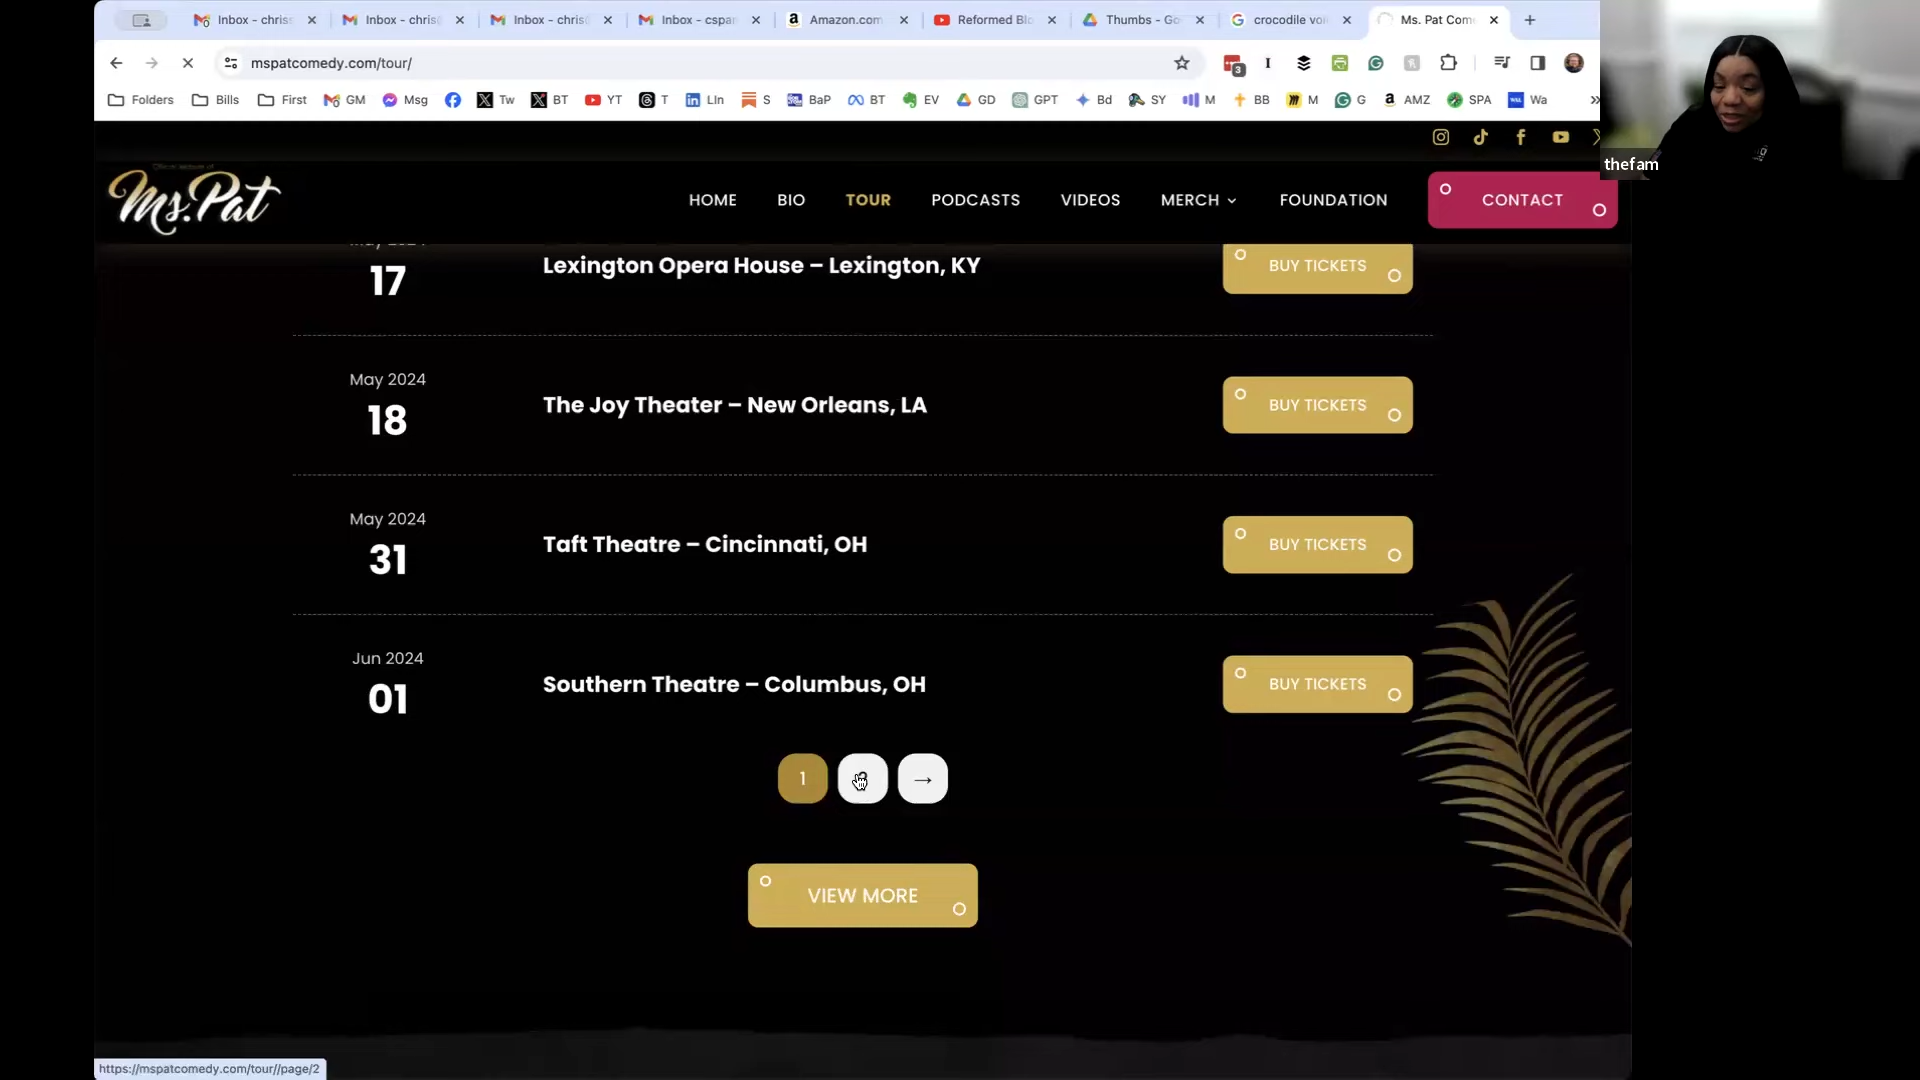 Inbox - chriss
Inbox - chris
Inbox - chris
Inbox - cspar
Amazon.com
Reformed Blo
Thumbs - Go
crocodile voi
Ms. Pat Com
mspatcomedy.com/tour/
3
Folders
Bills
First
GM
Msg
Tw
BT
YT
T
LIn
S
BaP
BT
EV
GD
GPT
Bd
SY
M
BB
M
G
AMZ
SPA
Wa
thefam
Ms. Pat
HOME
BIO
TOUR
PODCASTS
VIDEOS
MERCH
FOUNDATION
CONTACT
17
Lexington Opera House – Lexington, KY
BUY TICKETS
May 2024
18
The Joy Theater – New Orleans, LA
BUY TICKETS
May 2024
31
Taft Theatre – Cincinnati, OH
BUY TICKETS
Jun 2024
01
Southern Theatre – Columbus, OH
BUY TICKETS
1
→
VIEW MORE
https://mspatcomedy.com/tour//page/2